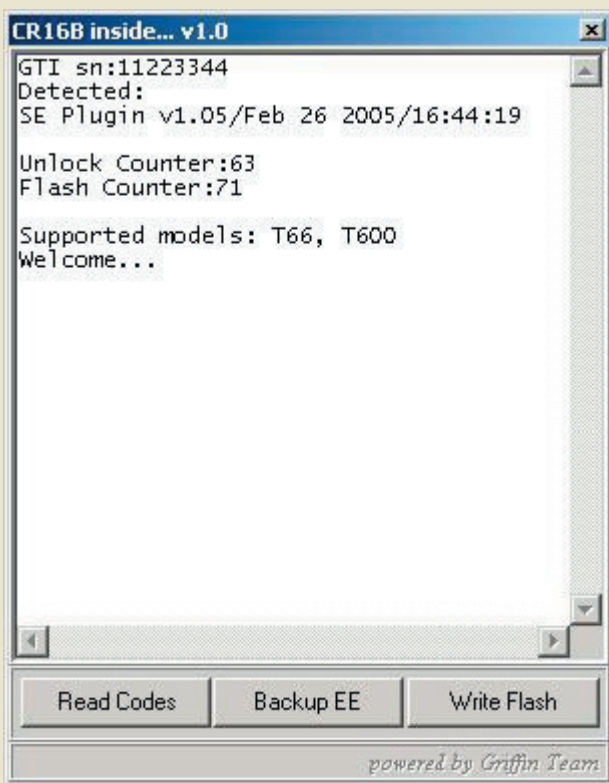 CR16B inside... v1.0
GTI sn:11223344
Detected:
SE Plugin v1.05/Feb 26 2005/16:44:19
Unlock Counter:63
Flash Counter:71
Supported models: T66, T600
Welcome...
Read Codes Backup EE Write Flash
powered by Griffin Team